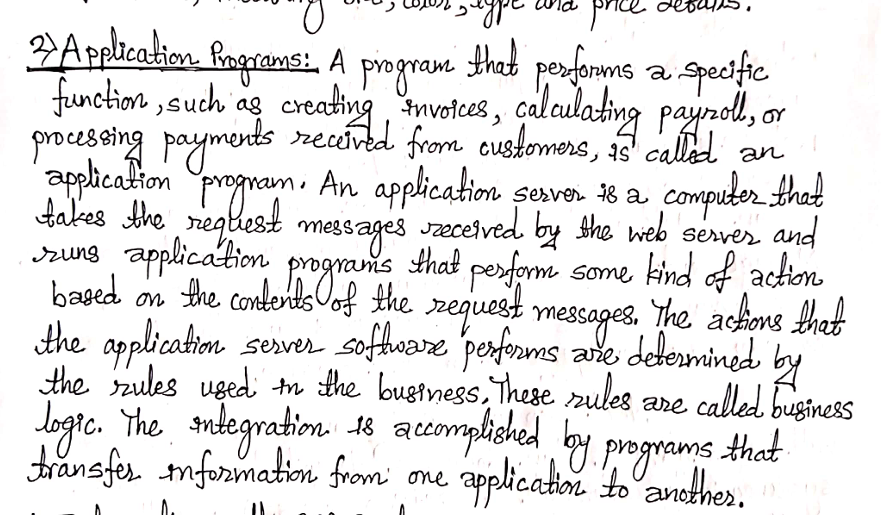 type and price details.
2) Application Programs: A program that performs a specific
function, such as creating invoices, calculating payroll, or
processing payments received from customers, is called an
application program. An application server is a computer that
takes the request messages received by the web server and
runs application programs that perform some kind of action
based on the contents of the request messages. The actions that
the application server software performs are determined by
the rules used in the business. These rules are called business
logic. The integration is accomplished by programs that
transfer information from one application to another.